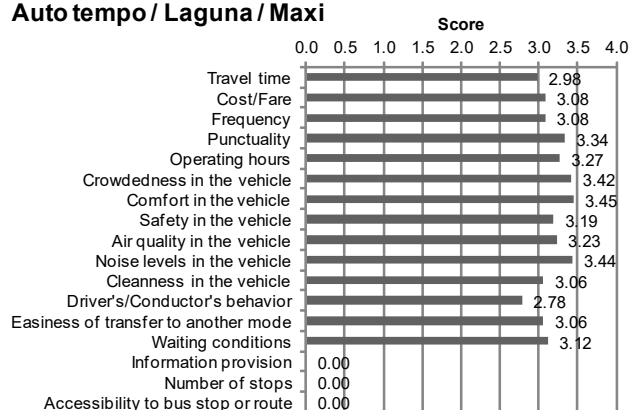 Auto tempo / Laguna / Maxi
Score
0.0 0.5 1.0 1.5 2.0 2.5 3.0 3.5 4.0
Travel time 2.98
Cost/Fare 3.08
Frequency 3.08
Punctuality 3.34
Operating hours 3.27
Crowdedness in the vehicle 3.42
Comfort in the vehicle 3.45
Safety in the vehicle 3.19
Air quality in the vehicle 3.23
Noise levels in the vehicle 3.44
Cleanness in the vehicle 3.06
Driver's/Conductor's behavior 2.78
Easiness of transfer to another mode 3.06
Waiting conditions 3.12
Information provision 0.00
Number of stops 0.00
Accessibility to bus stop or route 0.00